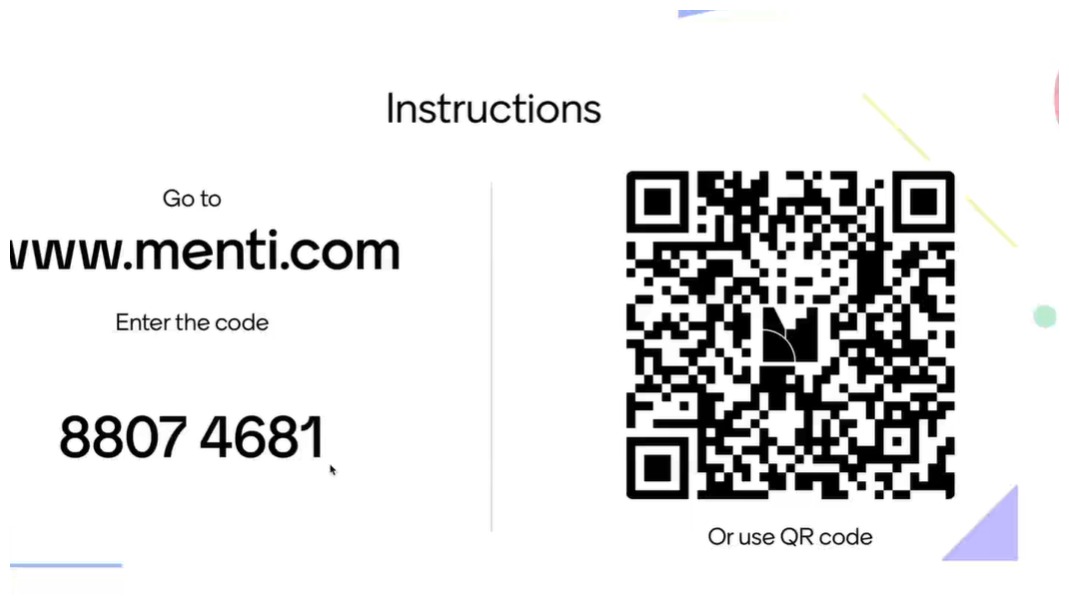 Instructions
Go to
www.menti.com
Enter the code
8807 4681
Or use QR code